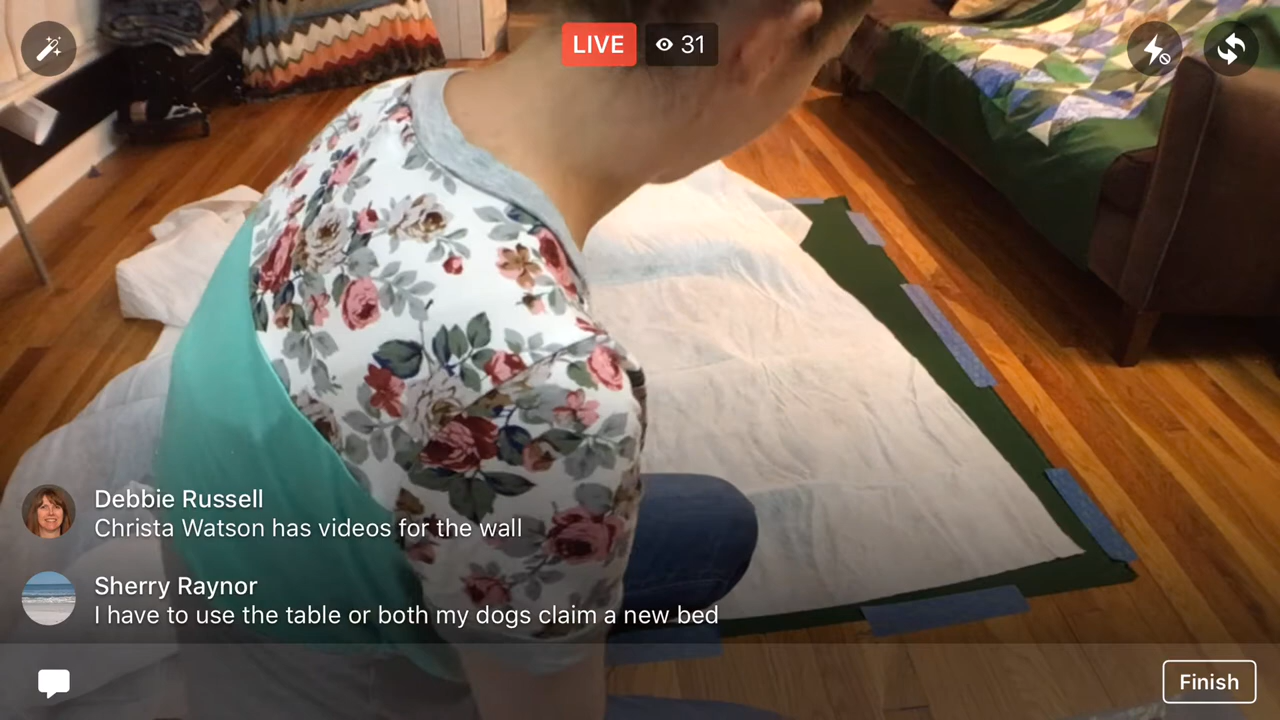 LIVE
31
Debbie Russell
Christa Watson has videos for the wall
Sherry Raynor
I have to use the table or both my dogs claim a new bed
Finish